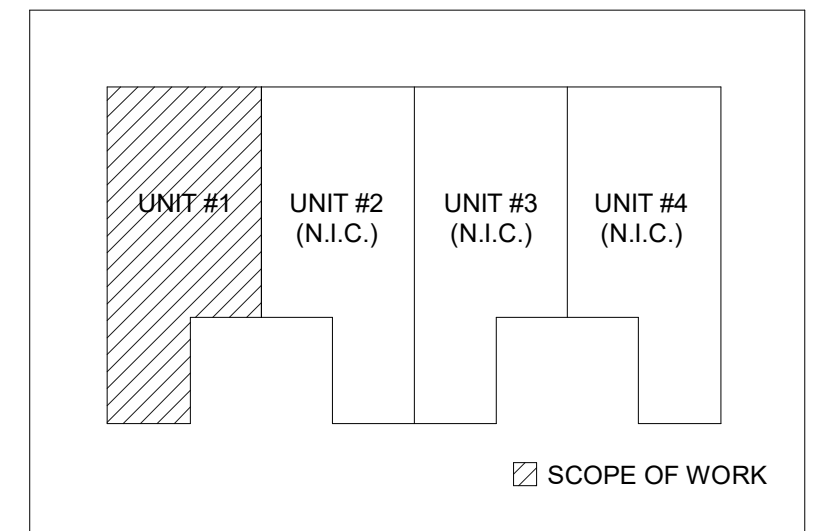 UNIT #1
UNIT #2
(N.I.C.)
UNIT #3
(N.I.C.)
UNIT #4
(N.I.C.)
SCOPE OF WORK